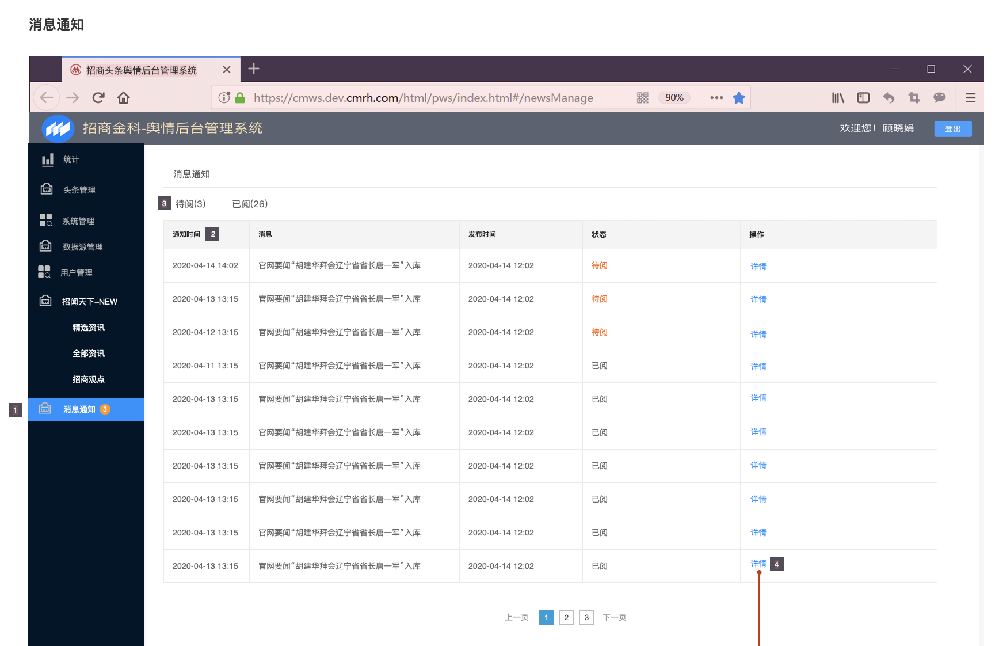 消息通知
招商头条舆情后台管理系统
https://cmws.dev.cmrh.com/html/pws/index.html#/newsManage
90%
招商金科-舆情后台管理系统
欢迎您！顾晓娟
登出
统计
头条管理
系统管理
数据源管理
用户管理
招闻天下-NEW
精选资讯
全部资讯
招商观点
1
消息通知 3
消息通知
3 待阅(3) 已阅(26)
通知时间 2 消息 发布时间 状态 操作
2020-04-14 14:02 官网要闻“胡建华拜会辽宁省省长唐一军”入库 2020-04-14 12:02 待阅 详情
2020-04-13 13:15 官网要闻“胡建华拜会辽宁省省长唐一军”入库 2020-04-14 12:02 待阅 详情
2020-04-12 13:15 官网要闻“胡建华拜会辽宁省省长唐一军”入库 2020-04-14 12:02 待阅 详情
2020-04-11 13:15 官网要闻“胡建华拜会辽宁省省长唐一军”入库 2020-04-14 12:02 已阅 详情
2020-04-13 13:15 官网要闻“胡建华拜会辽宁省省长唐一军”入库 2020-04-14 12:02 已阅 详情
2020-04-13 13:15 官网要闻“胡建华拜会辽宁省省长唐一军”入库 2020-04-14 12:02 已阅 详情
2020-04-13 13:15 官网要闻“胡建华拜会辽宁省省长唐一军”入库 2020-04-14 12:02 已阅 详情
2020-04-13 13:15 官网要闻“胡建华拜会辽宁省省长唐一军”入库 2020-04-14 12:02 已阅 详情
2020-04-13 13:15 官网要闻“胡建华拜会辽宁省省长唐一军”入库 2020-04-14 12:02 已阅 详情
2020-04-13 13:15 官网要闻“胡建华拜会辽宁省省长唐一军”入库 2020-04-14 12:02 已阅 详情 4
上一页 1 2 3 下一页